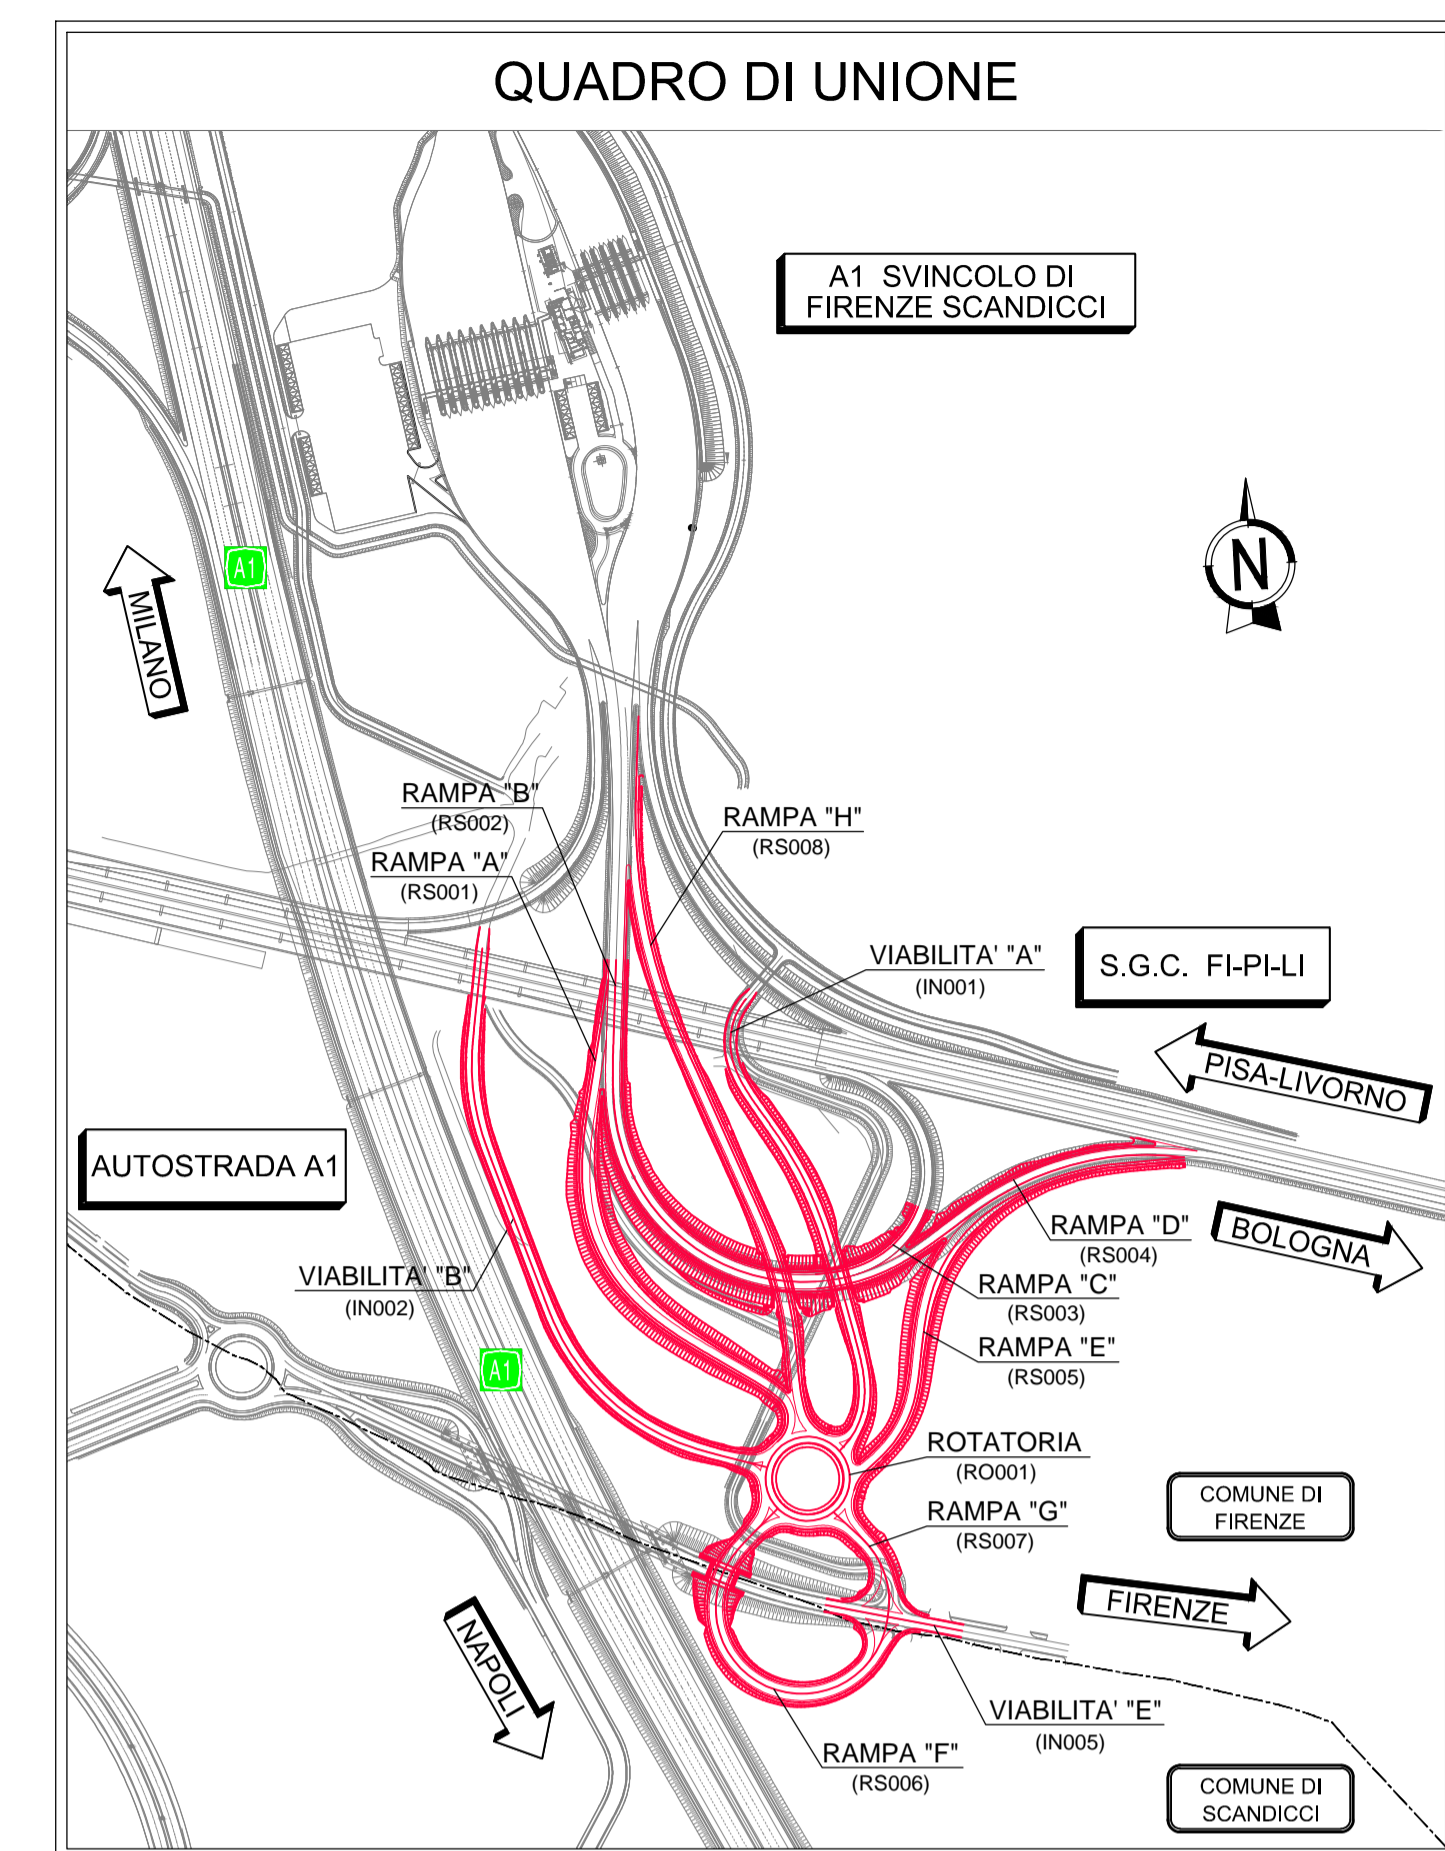 QUADRO DI UNIONE
A1 SVINCOLO DI
FIRENZE SCANDICCI
N
A1
MILANO
RAMPA "B"
(RS002)
RAMPA "H"
(RS008)
RAMPA "A"
(RS001)
VIABILITA' "A"
(IN001)
S.G.C. FI-PI-LI
PISA-LIVORNO
AUTOSTRADA A1
RAMPA "D"
(RS004)
BOLOGNA
VIABILITA' "B"
(IN002)
RAMPA "C"
(RS003)
RAMPA "E"
(RS005)
A1
ROTATORIA
(RO001)
COMUNE DI
FIRENZE
RAMPA "G"
(RS007)
FIRENZE
NAPOLI
VIABILITA' "E"
(IN005)
RAMPA "F"
(RS006)
COMUNE DI
SCANDICCI